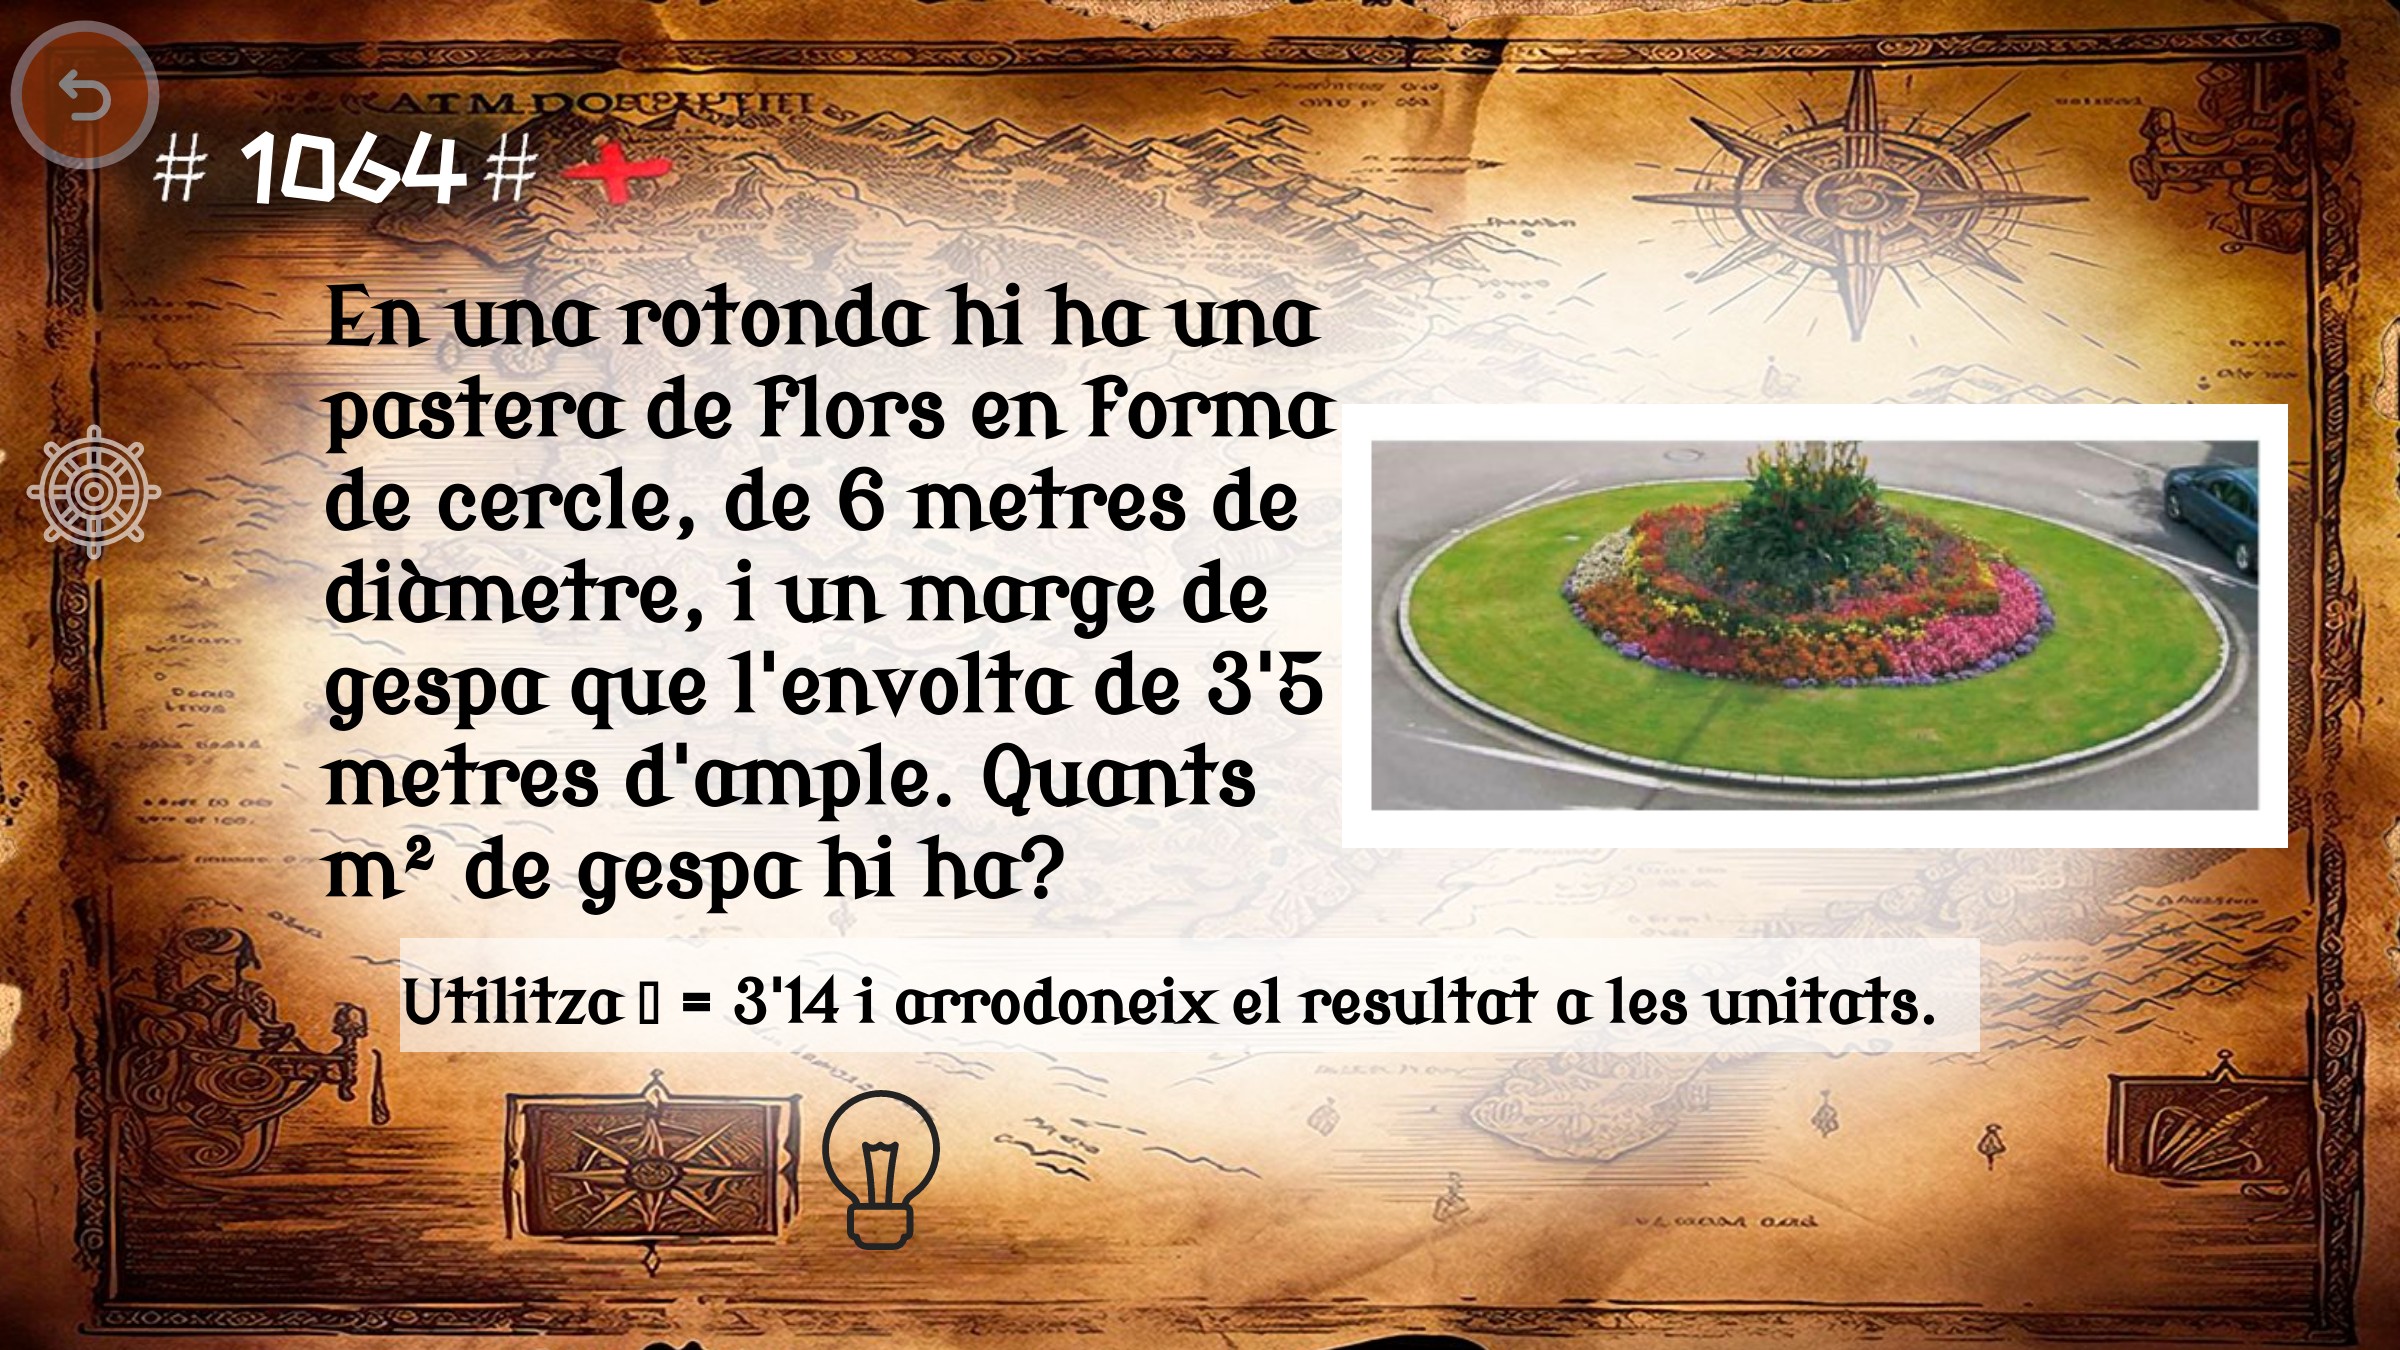 # 1064 #
En una rotonda hi ha una
pastera de flors en forma
de cercle, de 6 metres de
diàmetre, i un marge de
gespa que l'envolta de 3'5
metres d'ample. Quants
m² de gespa hi ha?
Utilitza ▯ = 3'14 i arrodoneix el resultat a les unitats.